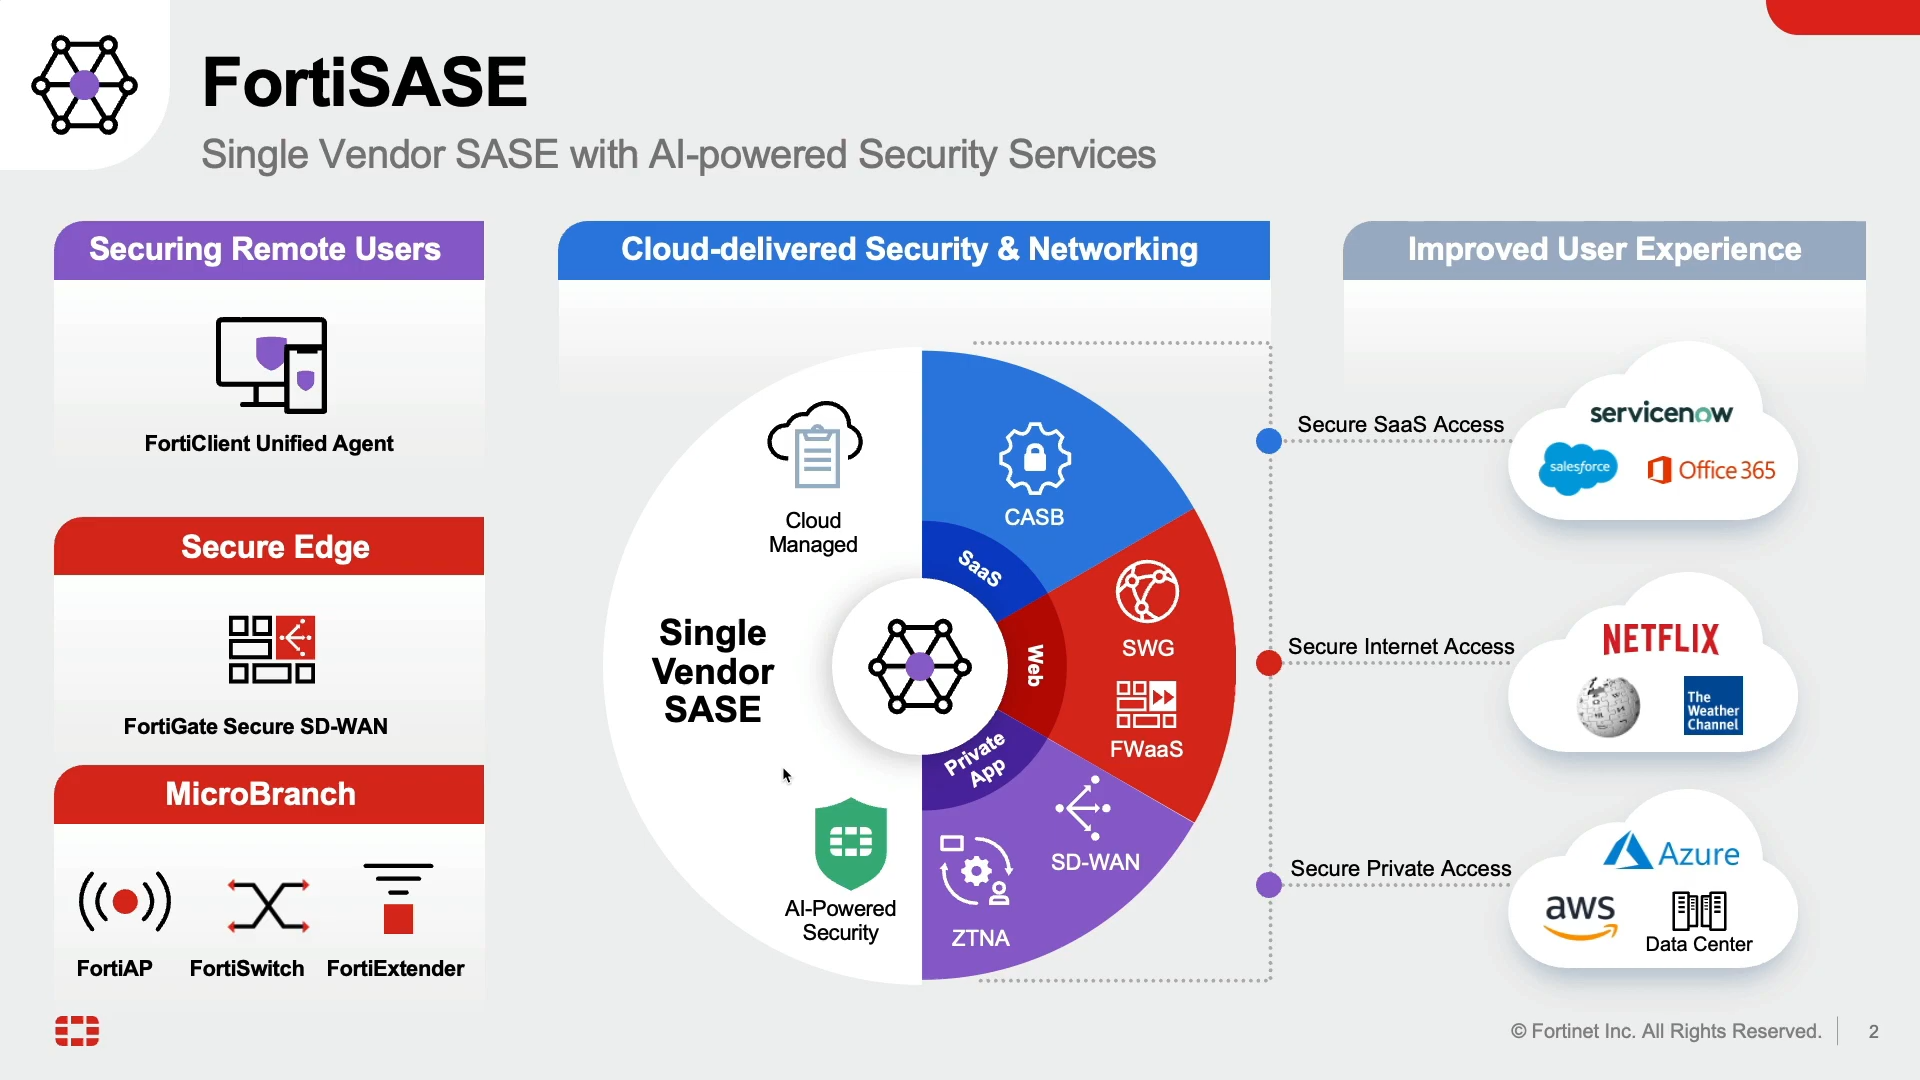 FortiSASE
Single Vendor SASE with AI-powered Security Services
Securing Remote Users
FortiClient Unified Agent
Secure Edge
FortiGate Secure SD-WAN
MicroBranch
FortiAP
FortiSwitch
FortiExtender
Cloud-delivered Security & Networking
Cloud
Managed
Single
Vendor
SASE
AI-Powered
Security
SaaS
Web
Private
App
CASB
SWG
FWaaS
SD-WAN
ZTNA
Improved User Experience
Secure SaaS Access
servicenow
salesforce
Office 365
Secure Internet Access
NETFLIX
The
Weather
Channel
Secure Private Access
Azure
aws
Data Center
© Fortinet Inc. All Rights Reserved.
2